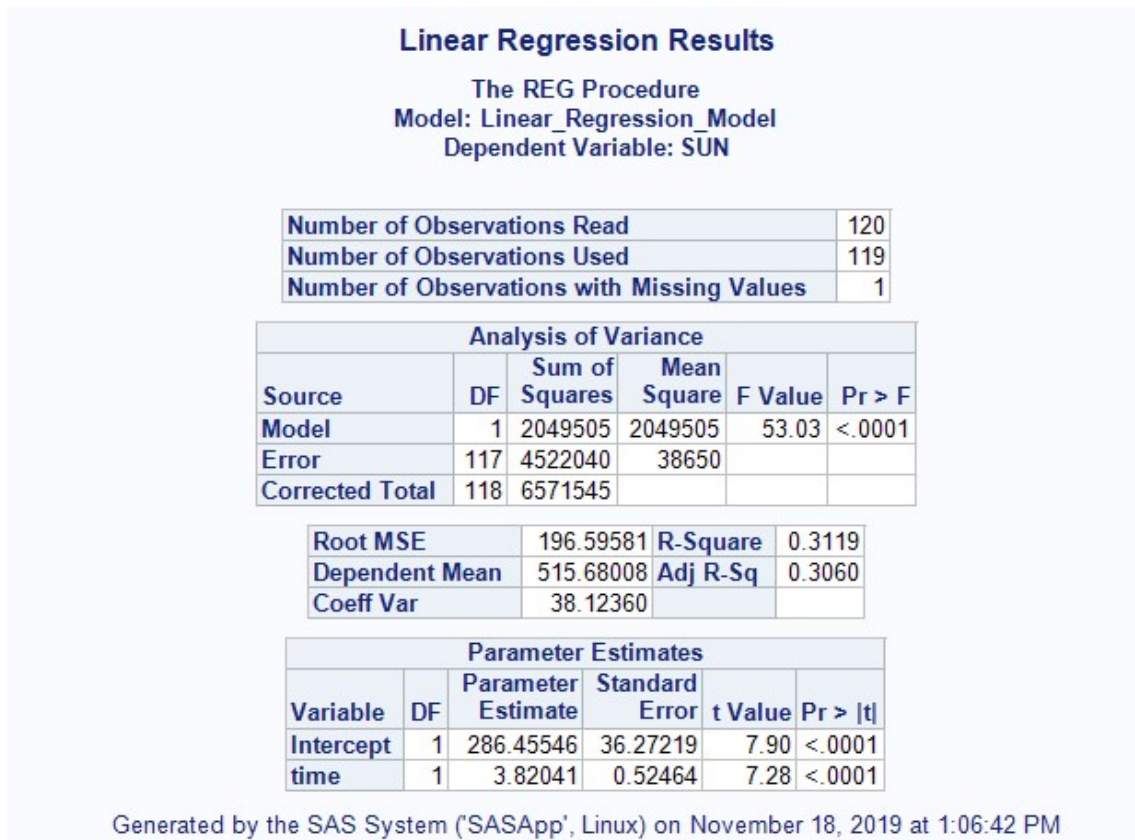 Linear Regression Results
The REG Procedure
Model: Linear_Regression_Model
Dependent Variable: SUN
Number of Observations Read 120
Number of Observations Used 119
Number of Observations with Missing Values 1
Analysis of Variance
Source DF Sum of Squares Mean Square F Value Pr > F
Model 1 2049505 2049505 53.03 <.0001
Error 117 4522040 38650
Corrected Total 118 6571545
Root MSE 196.59581 R-Square 0.3119
Dependent Mean 515.68008 Adj R-Sq 0.3060
Coeff Var 38.12360
Parameter Estimates
Variable DF Parameter Estimate Standard Error t Value Pr > |t|
Intercept 1 286.45546 36.27219 7.90 <.0001
time 1 3.82041 0.52464 7.28 <.0001
Generated by the SAS System ('SASApp', Linux) on November 18, 2019 at 1:06:42 PM